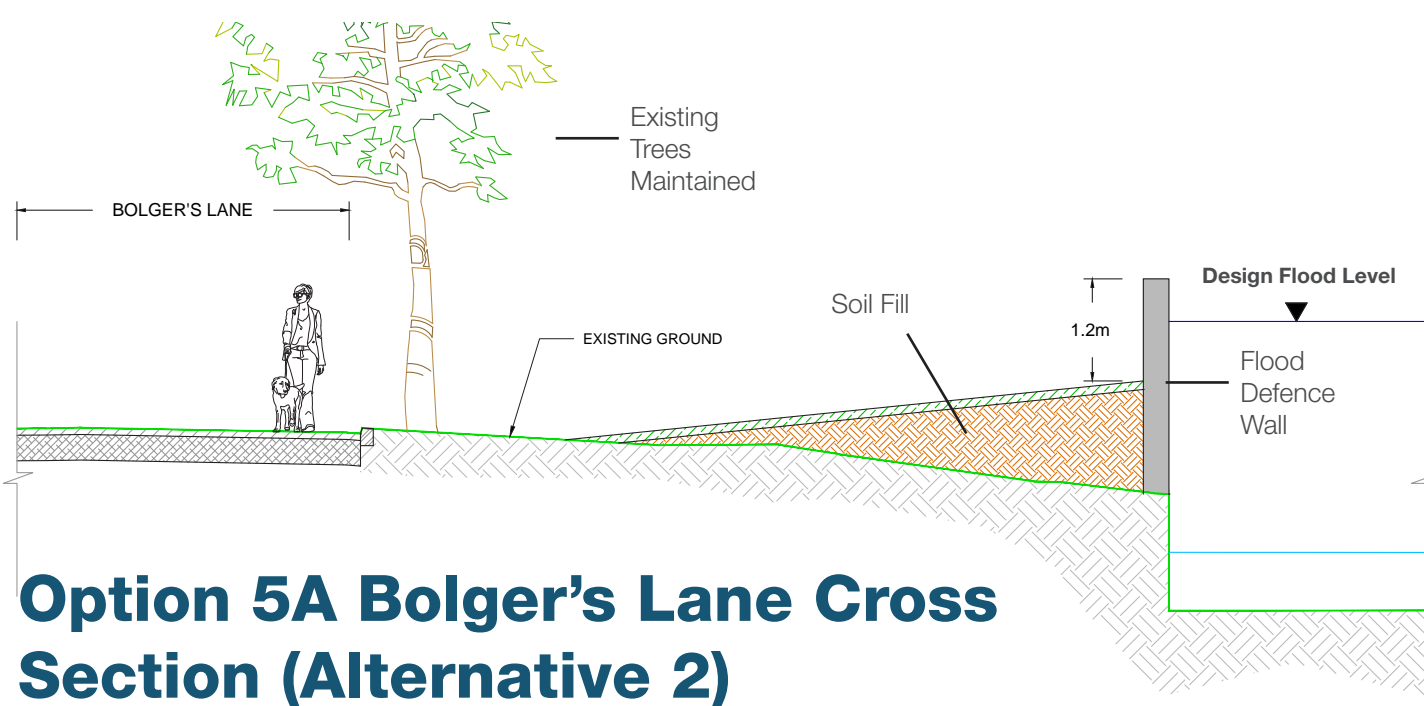 Existing
Trees
Maintained
BOLGER'S LANE
Design Flood Level
Soil Fill
1.2m
EXISTING GROUND
Flood
Defence
Wall
Option 5A Bolger’s Lane Cross
Section (Alternative 2)